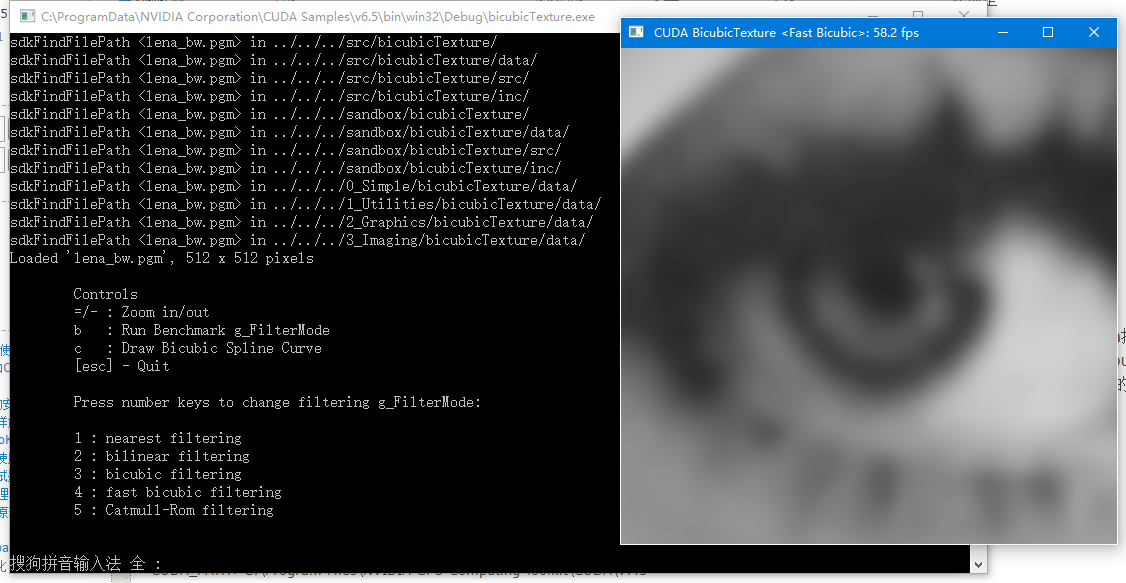 C:\ProgramData\NVIDIA Corporation\CUDA Samples\v6.5\bin\win32\Debug\bicubicTexture.exe
CUDA BicubicTexture <Fast Bicubic>: 58.2 fps
sdkFindFilePath <lena_bw.pgm> in ../../../src/bicubicTexture/
sdkFindFilePath <lena_bw.pgm> in ../../../src/bicubicTexture/data/
sdkFindFilePath <lena_bw.pgm> in ../../../src/bicubicTexture/src/
sdkFindFilePath <lena_bw.pgm> in ../../../src/bicubicTexture/inc/
sdkFindFilePath <lena_bw.pgm> in ../../../sandbox/bicubicTexture/
sdkFindFilePath <lena_bw.pgm> in ../../../sandbox/bicubicTexture/data/
sdkFindFilePath <lena_bw.pgm> in ../../../sandbox/bicubicTexture/src/
sdkFindFilePath <lena_bw.pgm> in ../../../sandbox/bicubicTexture/inc/
sdkFindFilePath <lena_bw.pgm> in ../../../0_Simple/bicubicTexture/data/
sdkFindFilePath <lena_bw.pgm> in ../../../1_Utilities/bicubicTexture/data/
sdkFindFilePath <lena_bw.pgm> in ../../../2_Graphics/bicubicTexture/data/
sdkFindFilePath <lena_bw.pgm> in ../../../3_Imaging/bicubicTexture/data/
Loaded 'lena_bw.pgm', 512 x 512 pixels
Controls
=/- : Zoom in/out
b : Run Benchmark g_FilterMode
c : Draw Bicubic Spline Curve
[esc] - Quit
Press number keys to change filtering g_FilterMode:
1 : nearest filtering
2 : bilinear filtering
3 : bicubic filtering
4 : fast bicubic filtering
5 : Catmull-Rom filtering
搜狗拼音输入法 全 :